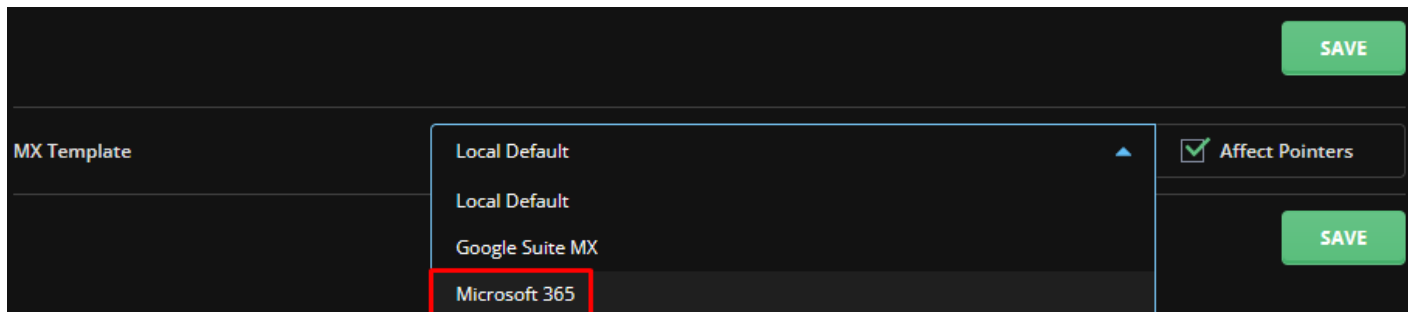 SAVE
MX Template
Local Default
Affect Pointers
Local Default
Google Suite MX
SAVE
Microsoft 365